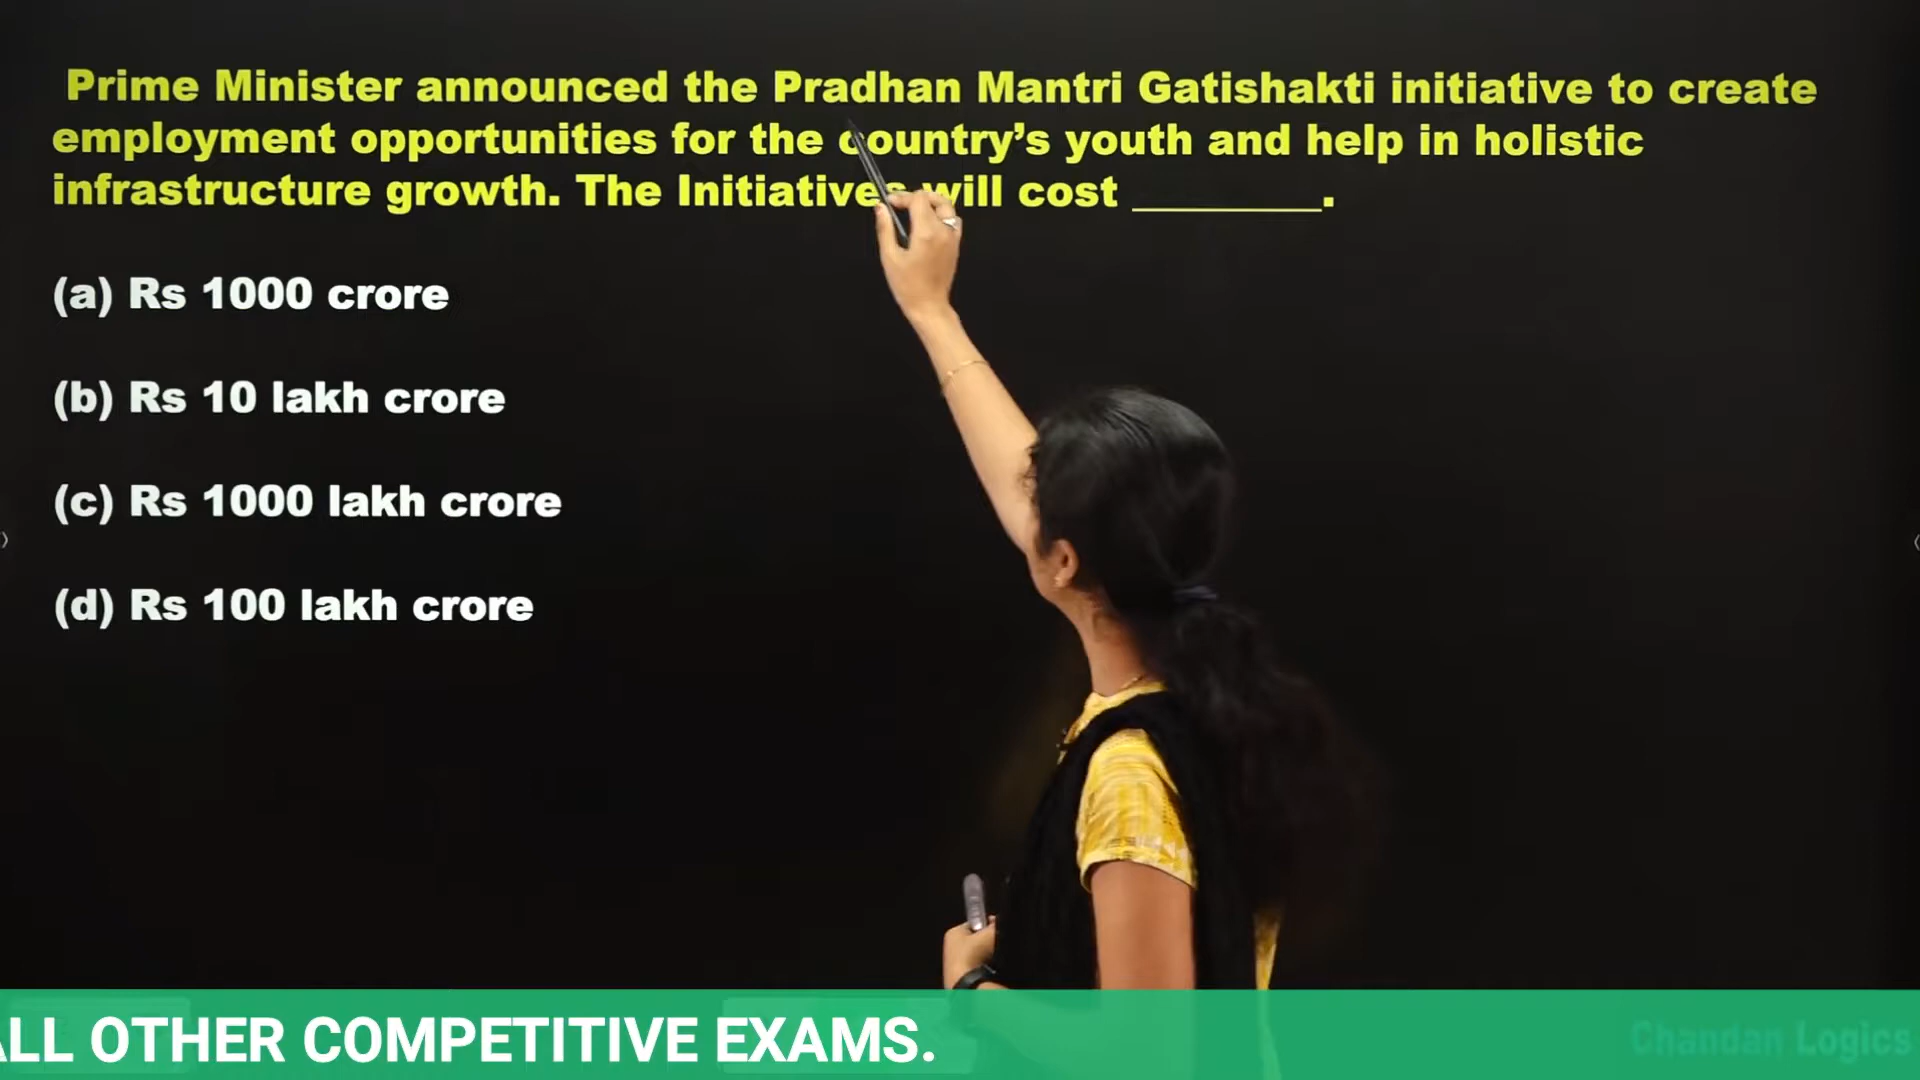 Prime Minister announced the Pradhan Mantri Gatishakti initiative to create
employment opportunities for the country’s youth and help in holistic
infrastructure growth. The Initiatives will cost ________.
(a) Rs 1000 crore
(b) Rs 10 lakh crore
(c) Rs 1000 lakh crore
(d) Rs 100 lakh crore
ALL OTHER COMPETITIVE EXAMS.
Chandan Logics